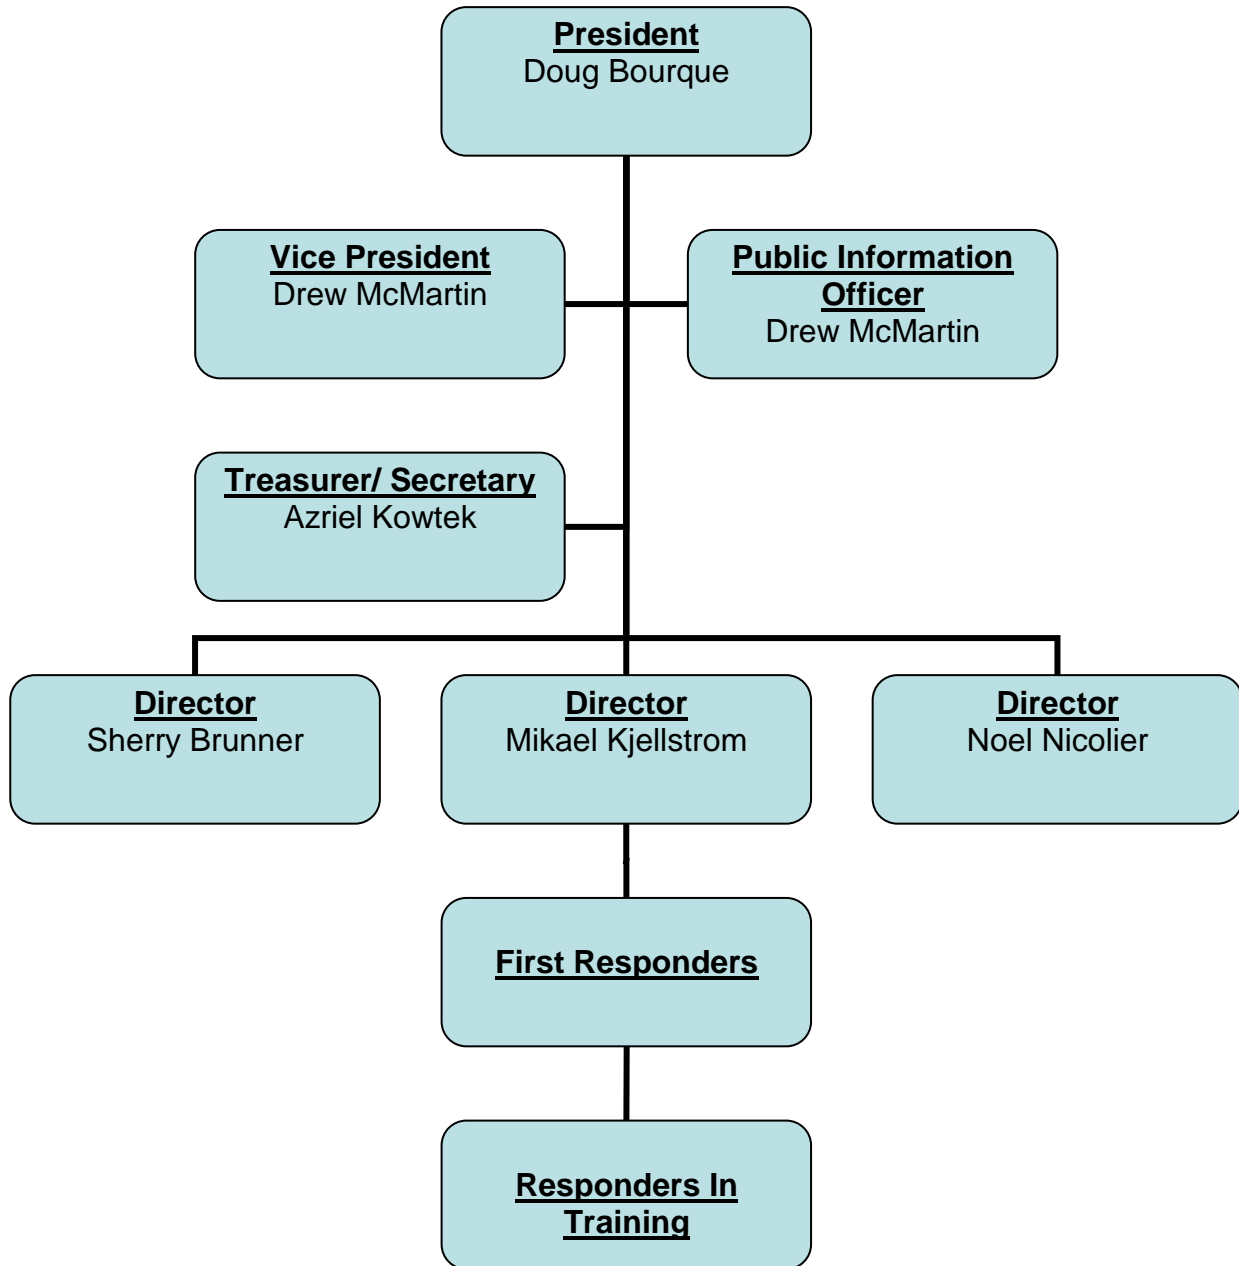 President
Doug Bourque
Vice President
Drew McMartin
Public Information
Officer
Drew McMartin
Treasurer/ Secretary
Azriel Kowtek
Director
Sherry Brunner
Director
Mikael Kjellstrom
Director
Noel Nicolier
First Responders
Responders In
Training